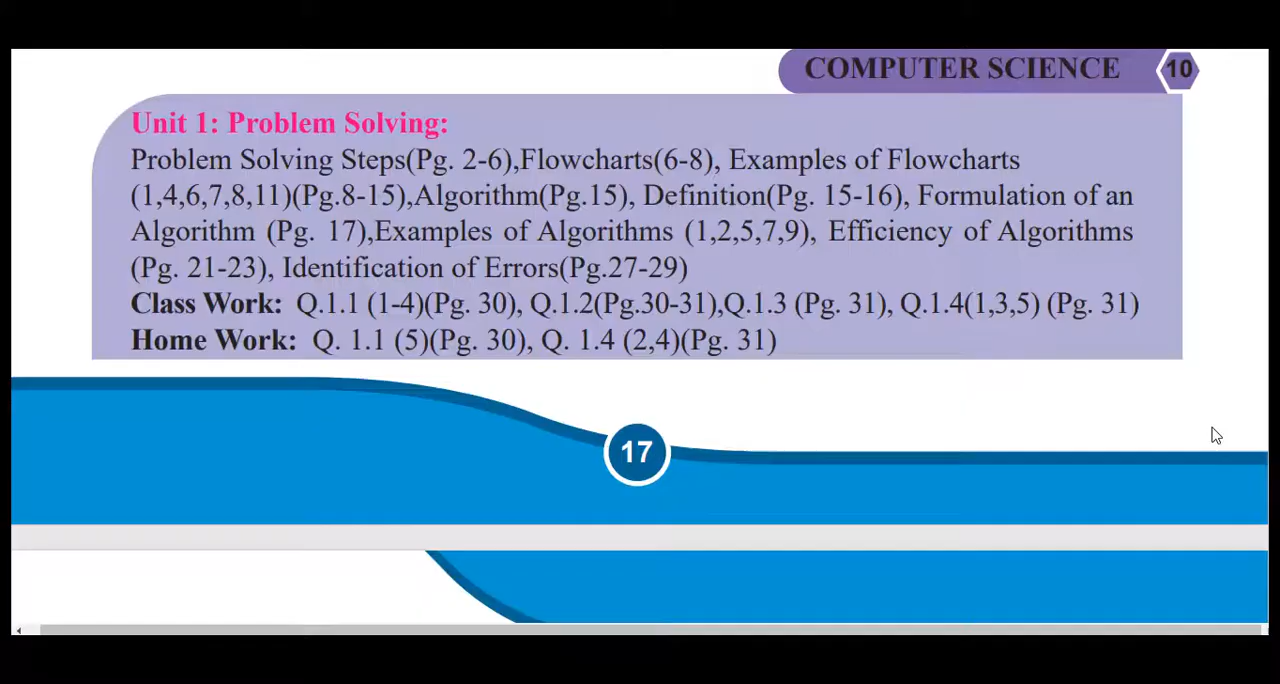 COMPUTER SCIENCE 10
Unit 1: Problem Solving:
Problem Solving Steps(Pg. 2-6),Flowcharts(6-8), Examples of Flowcharts
(1,4,6,7,8,11)(Pg.8-15),Algorithm(Pg.15), Definition(Pg. 15-16), Formulation of an
Algorithm (Pg. 17),Examples of Algorithms (1,2,5,7,9), Efficiency of Algorithms
(Pg. 21-23), Identification of Errors(Pg.27-29)
Class Work: Q.1.1 (1-4)(Pg. 30), Q.1.2(Pg.30-31),Q.1.3 (Pg. 31), Q.1.4(1,3,5) (Pg. 31)
Home Work: Q. 1.1 (5)(Pg. 30), Q. 1.4 (2,4)(Pg. 31)
17